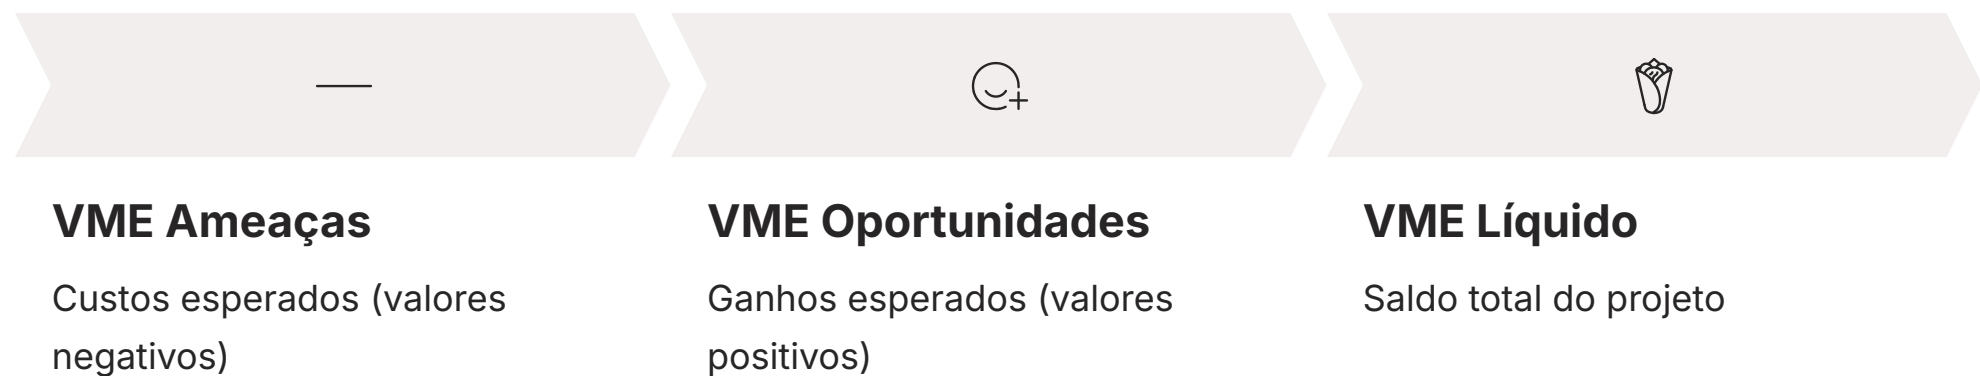 VME Ameaças
Custos esperados (valores
negativos)
VME Oportunidades
Ganhos esperados (valores
positivos)
VME Líquido
Saldo total do projeto